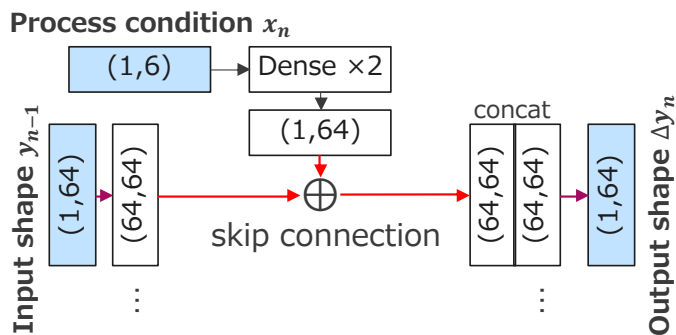 Process condition xₙ
(1,6)
Dense ×2
(1,64)
Input shape yₙ₋₁
(1,64)
(64,64)
skip connection
concat
(64,64)
(64,64)
(1,64)
Output shape Δyₙ
⋮
⋮